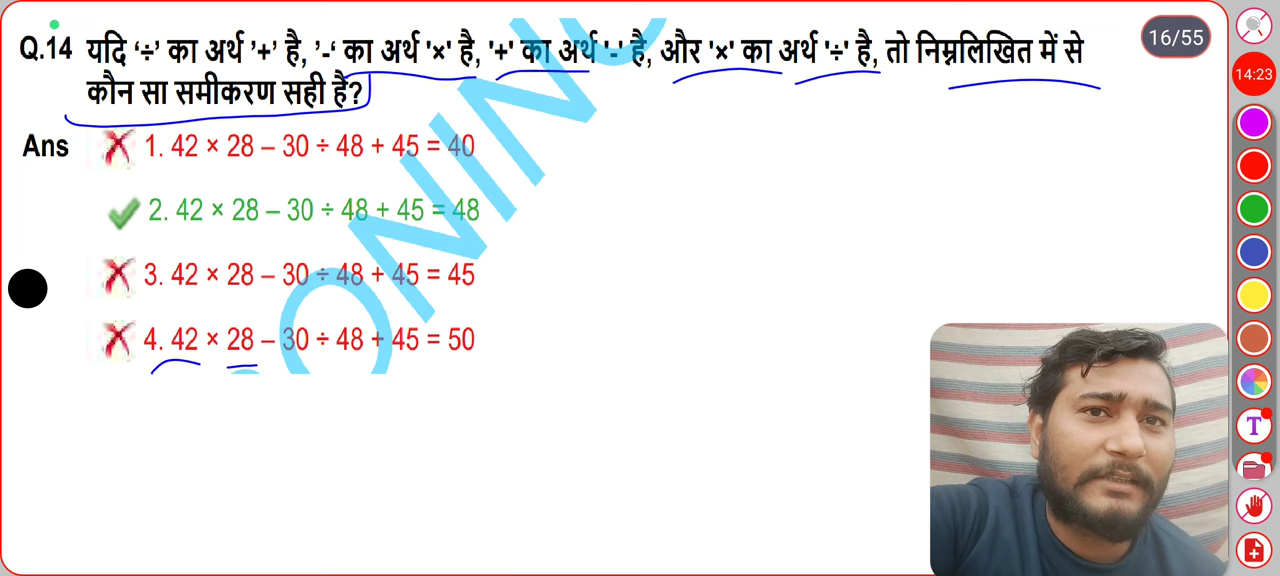 16/55
Q.14 यदि ‘÷’ का अर्थ ’+’ है, ’-‘ का अर्थ '×' है, '+' का अर्थ '-' है, और '×' का अर्थ '÷' है, तो निम्नलिखित में से
कौन सा समीकरण सही है?
14:23
Ans 1. 42 × 28 – 30 ÷ 48 + 45 = 40
2. 42 × 28 – 30 ÷ 48 + 45 = 48
3. 42 × 28 – 30 ÷ 48 + 45 = 45
4. 42 × 28 – 30 ÷ 48 + 45 = 50
ONING
T